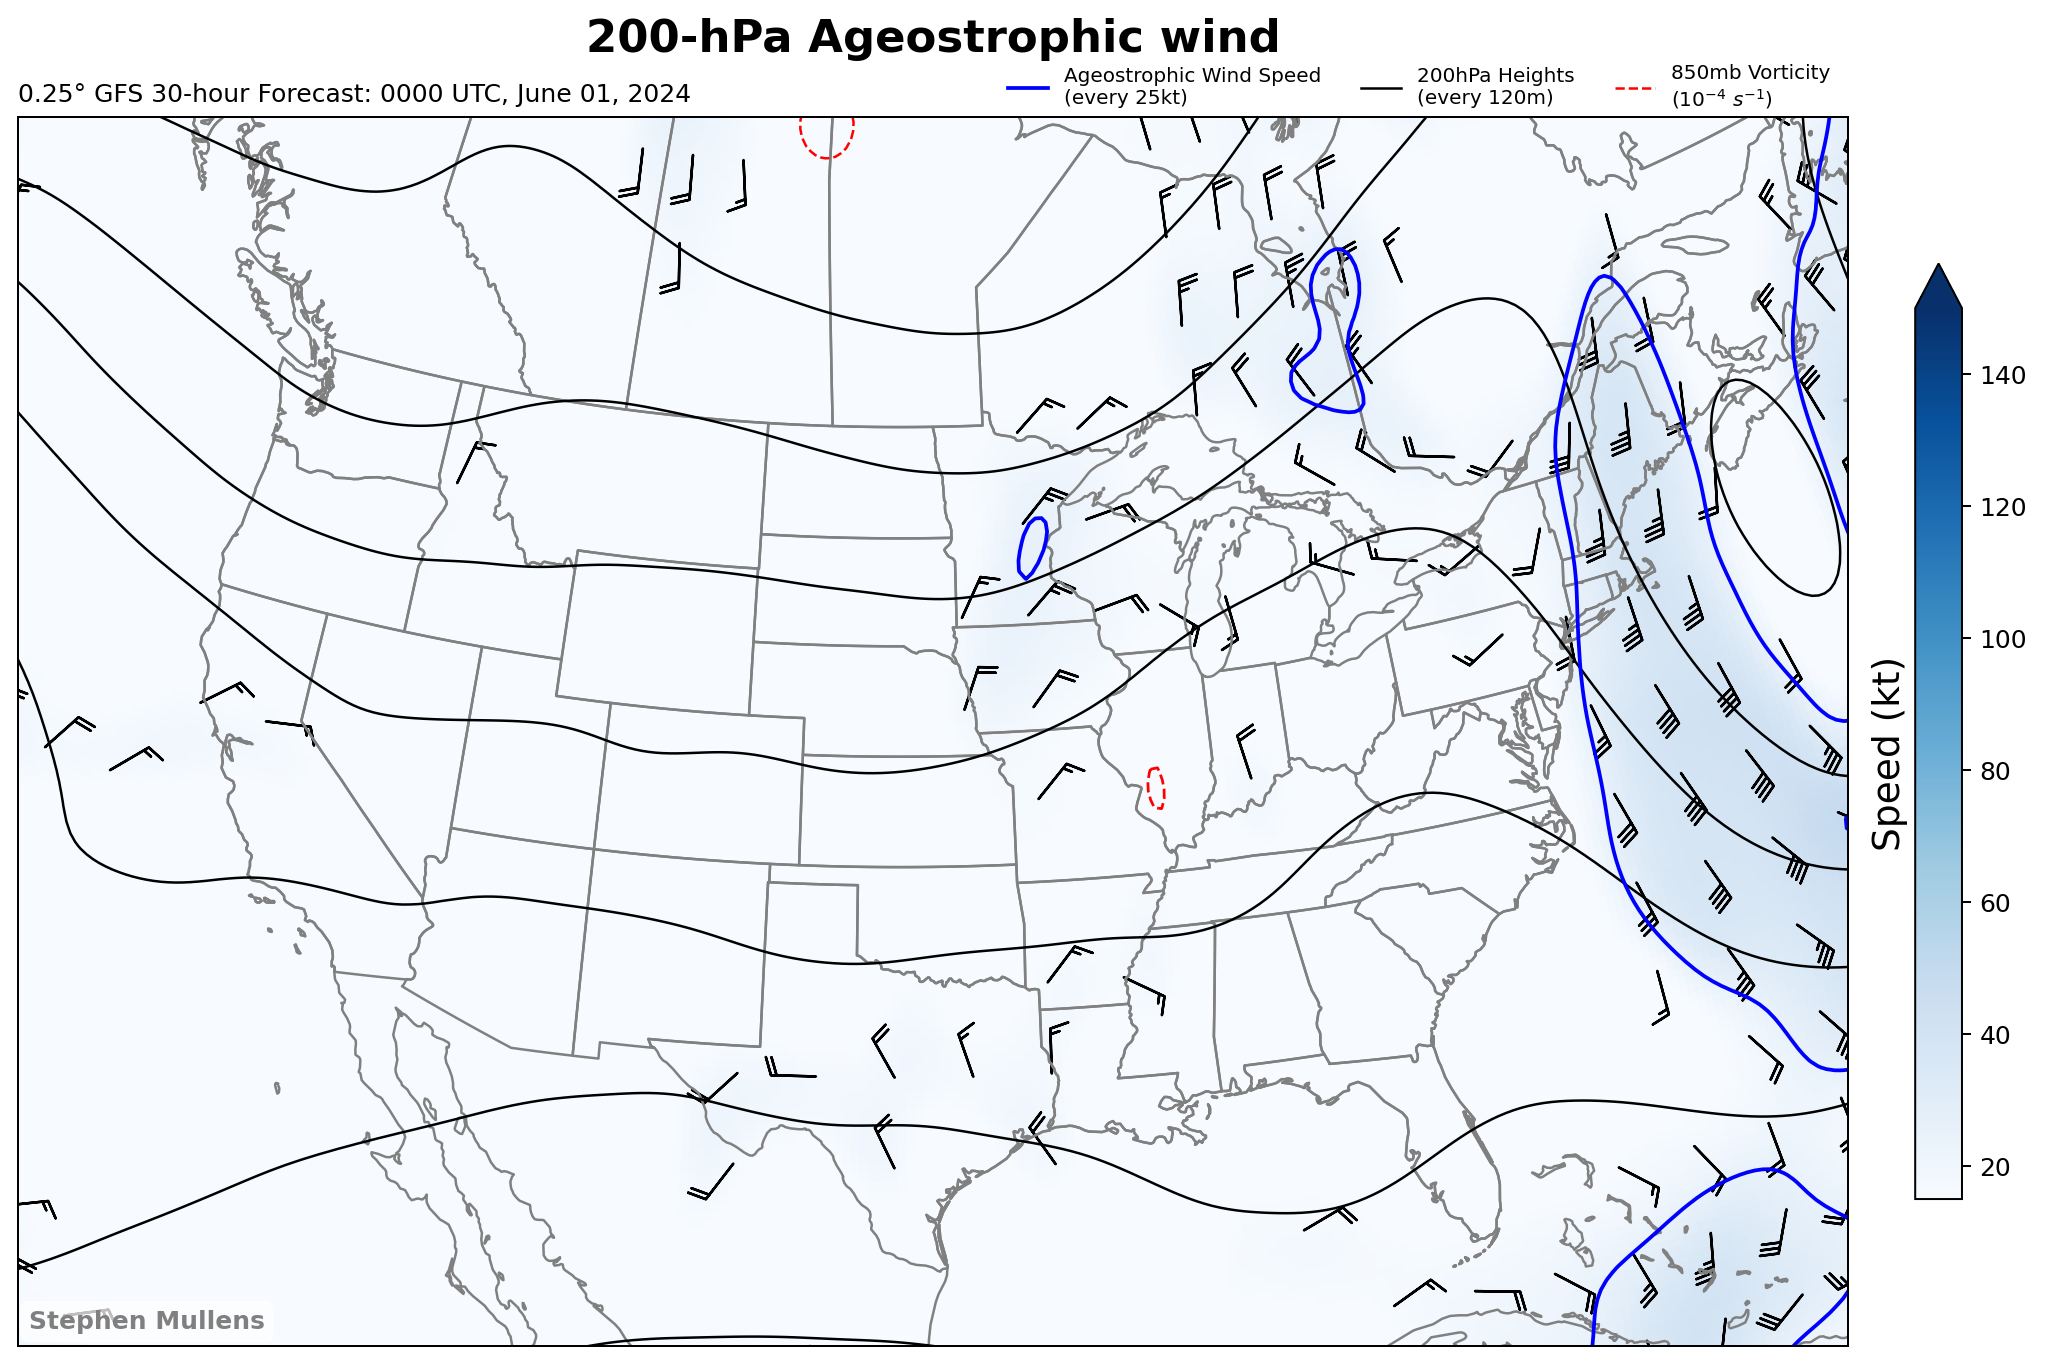 200-hPa Ageostrophic wind
0.25° GFS 30-hour Forecast: 0000 UTC, June 01, 2024
Ageostrophic Wind Speed
(every 25kt)
200hPa Heights
(every 120m)
850mb Vorticity
(10⁻⁴ s⁻¹)
140
120
100
80
60
40
20
Speed (kt)
Stephen Mullens